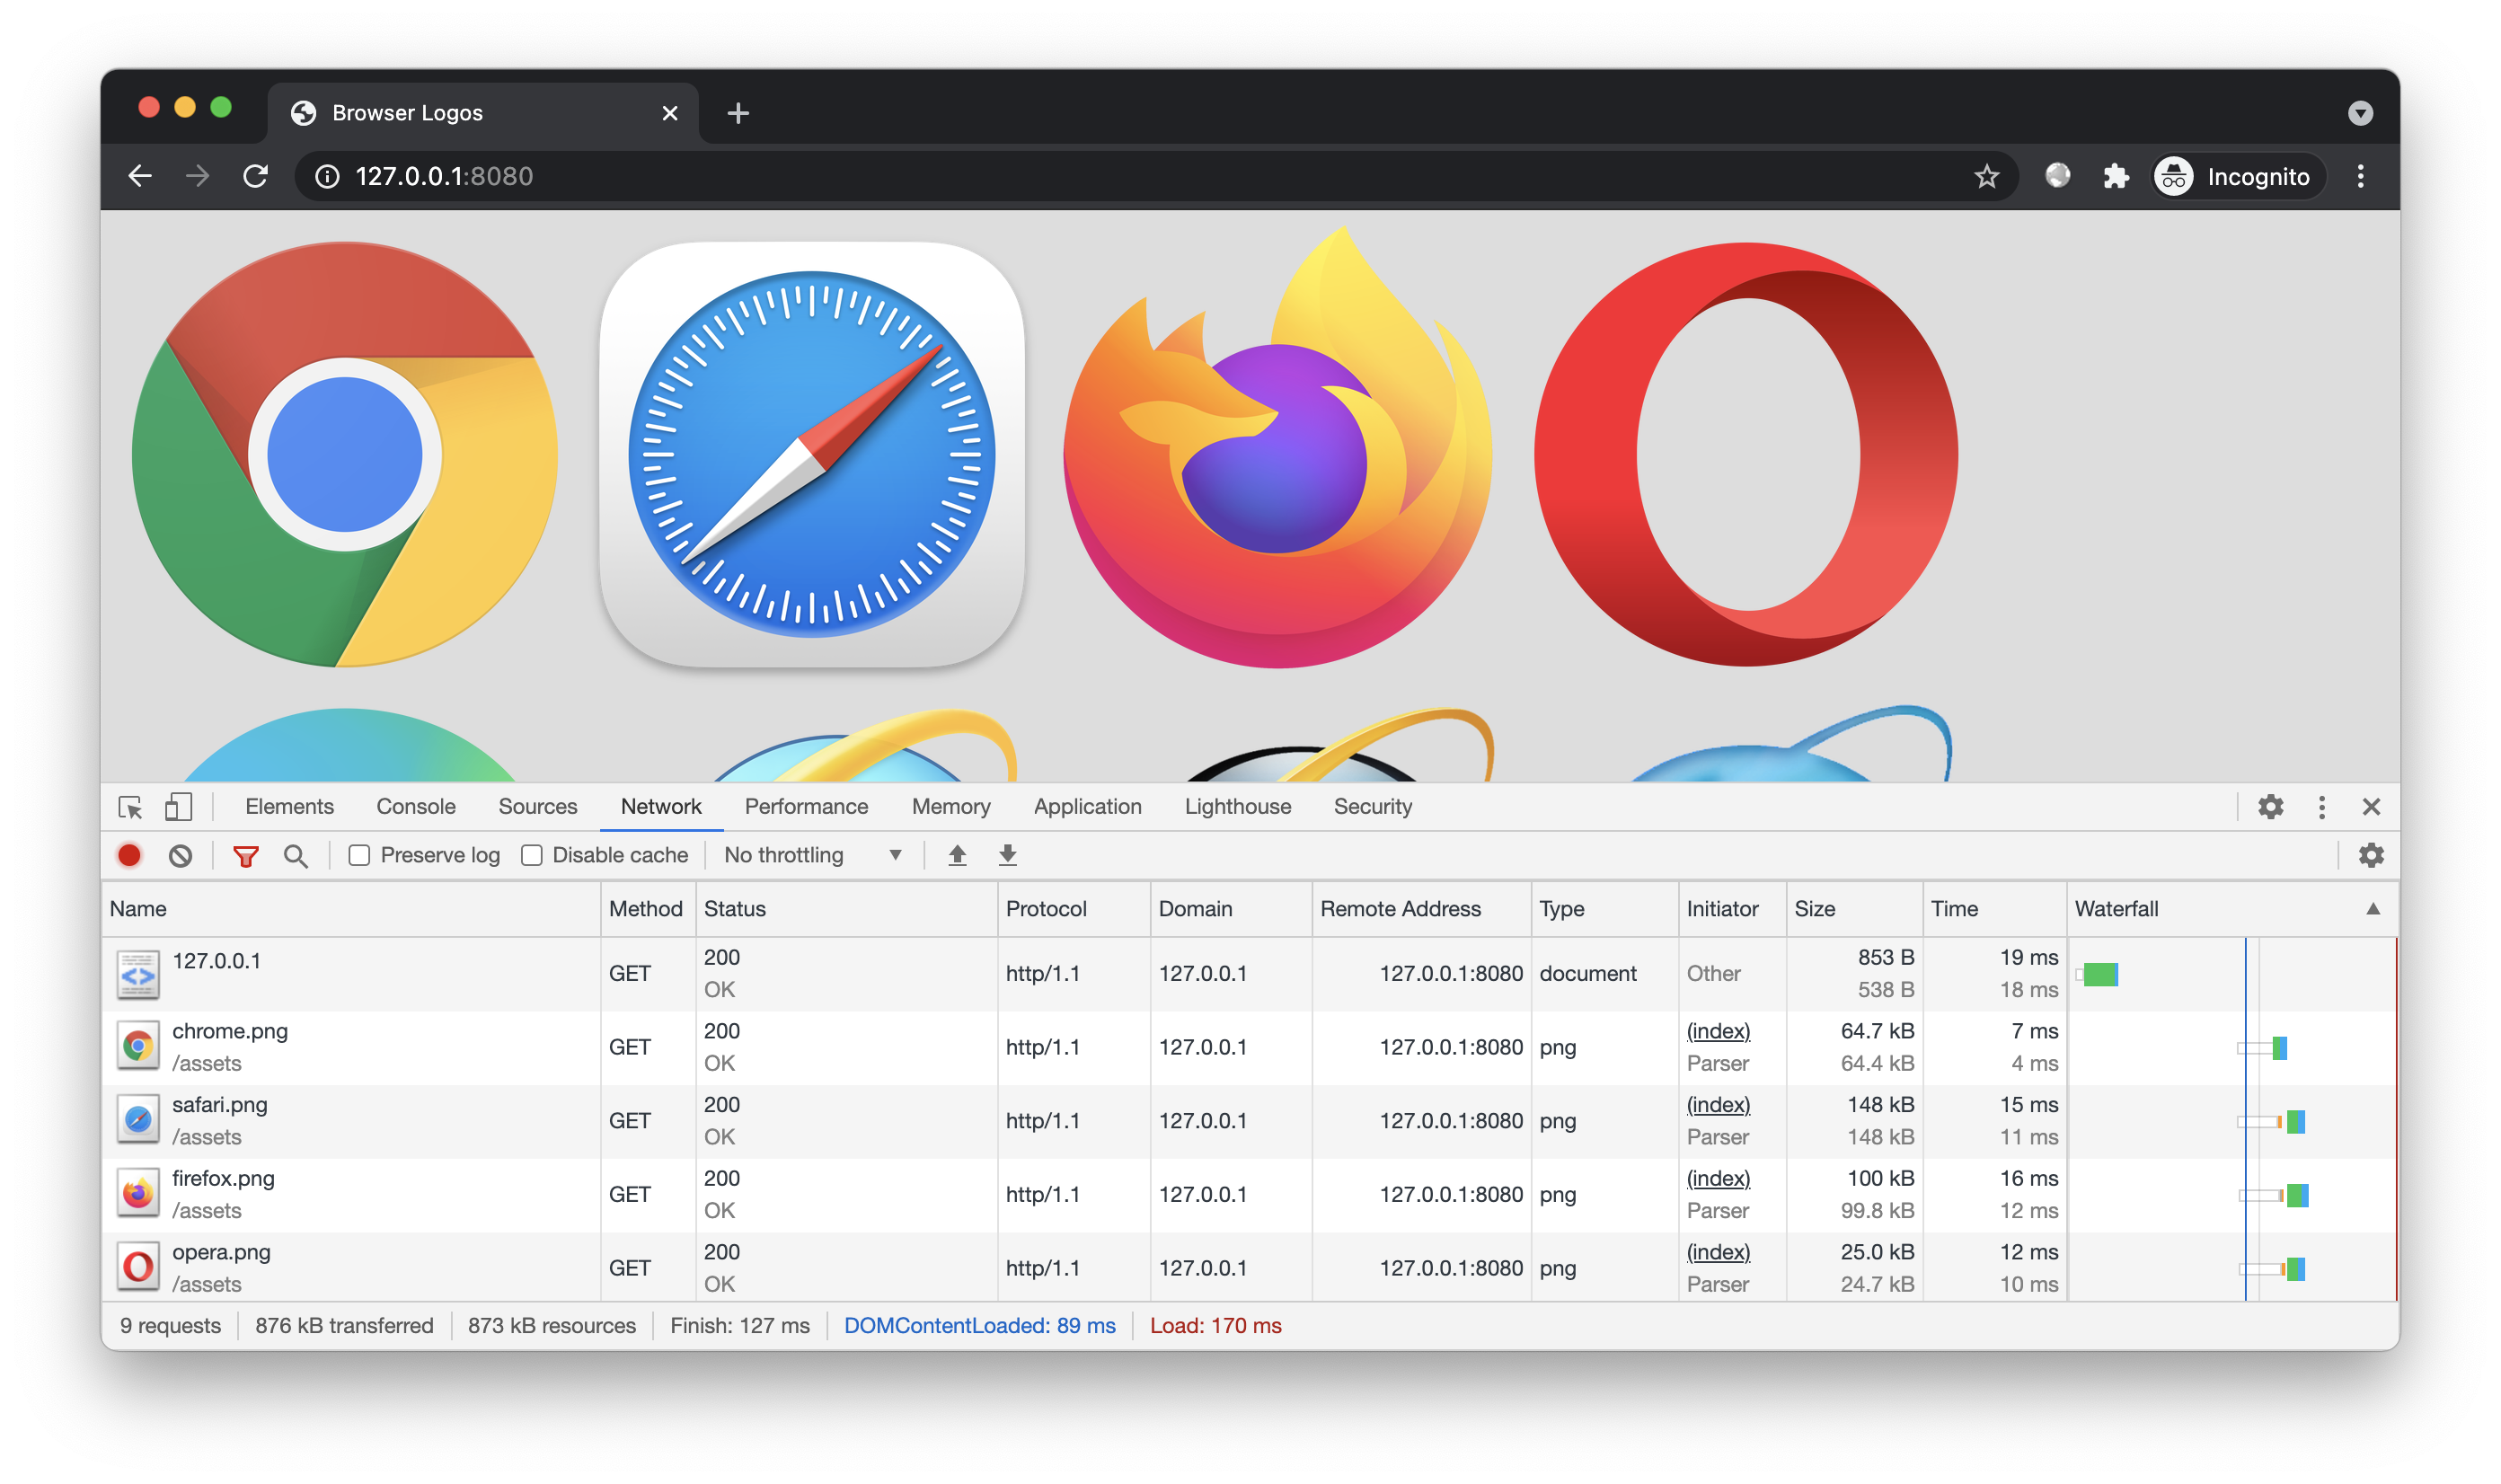 Browser Logos
127.0.0.1:8080
Incognito
Elements Console Sources Network Performance Memory Application Lighthouse Security
Preserve log Disable cache No throttling
Name Method Status Protocol Domain Remote Address Type Initiator Size Time Waterfall
127.0.0.1 GET 200 http/1.1 127.0.0.1 127.0.0.1:8080 document Other 853 B 19 ms
OK 538 B 18 ms
chrome.png GET 200 http/1.1 127.0.0.1 127.0.0.1:8080 png (index) 64.7 kB 7 ms
/assets OK Parser 64.4 kB 4 ms
safari.png GET 200 http/1.1 127.0.0.1 127.0.0.1:8080 png (index) 148 kB 15 ms
/assets OK Parser 148 kB 11 ms
firefox.png GET 200 http/1.1 127.0.0.1 127.0.0.1:8080 png (index) 100 kB 16 ms
/assets OK Parser 99.8 kB 12 ms
opera.png GET 200 http/1.1 127.0.0.1 127.0.0.1:8080 png (index) 25.0 kB 12 ms
/assets OK Parser 24.7 kB 10 ms
9 requests 876 kB transferred 873 kB resources Finish: 127 ms DOMContentLoaded: 89 ms Load: 170 ms